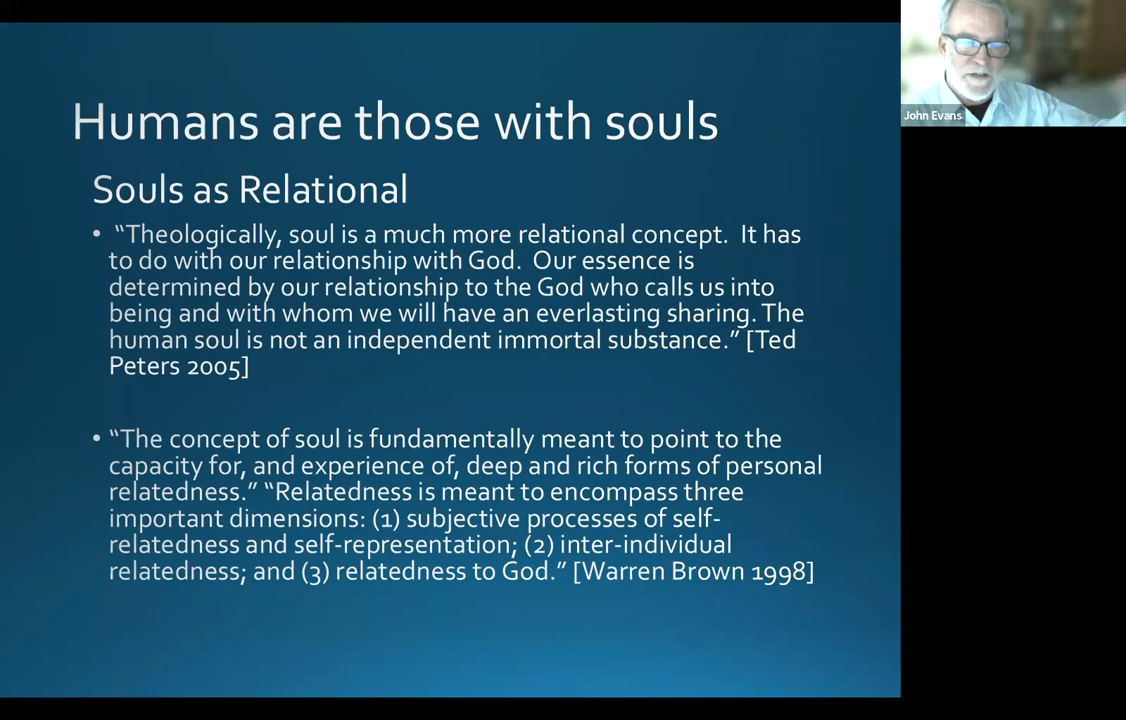 Humans are those with souls
Souls as Relational
• “Theologically, soul is a much more relational concept.  It has
to do with our relationship with God.  Our essence is
determined by our relationship to the God who calls us into
being and with whom we will have an everlasting sharing. The
human soul is not an independent immortal substance.” [Ted
Peters 2005]
• “The concept of soul is fundamentally meant to point to the
capacity for, and experience of, deep and rich forms of personal
relatedness.” “Relatedness is meant to encompass three
important dimensions: (1) subjective processes of self-
relatedness and self-representation; (2) inter-individual
relatedness; and (3) relatedness to God.” [Warren Brown 1998]
John Evans